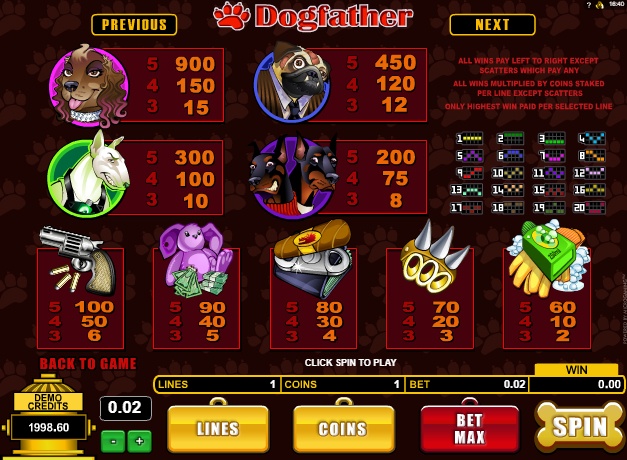 ? 16:40
PREVIOUS
Dogfather
NEXT
5 900
4 150
3 15
5 450
4 120
3 12
ALL WINS PAY LEFT TO RIGHT EXCEPT
SCATTERS WHICH PAY ANY
ALL WINS MULTIPLIED BY COINS STAKED
PER LINE EXCEPT SCATTERS
ONLY HIGHEST WIN PAID PER SELECTED LINE
5 300
4 100
3 10
5 200
4 75
3 8
1 2 3 4
5 6 7 8
9 10 11 12
13 14 15 16
17 18 19 20
5 100
4 50
3 6
5 90
4 40
3 5
5 80
4 30
3 4
5 70
4 20
3 3
5 60
4 10
3 2
BACK TO GAME
CLICK SPIN TO PLAY
WIN
LINES 1 COINS 1 BET 0.02 0.00
DEMO
CREDITS
1998.60
0.02
- +
LINES
COINS
BET
MAX
SPIN